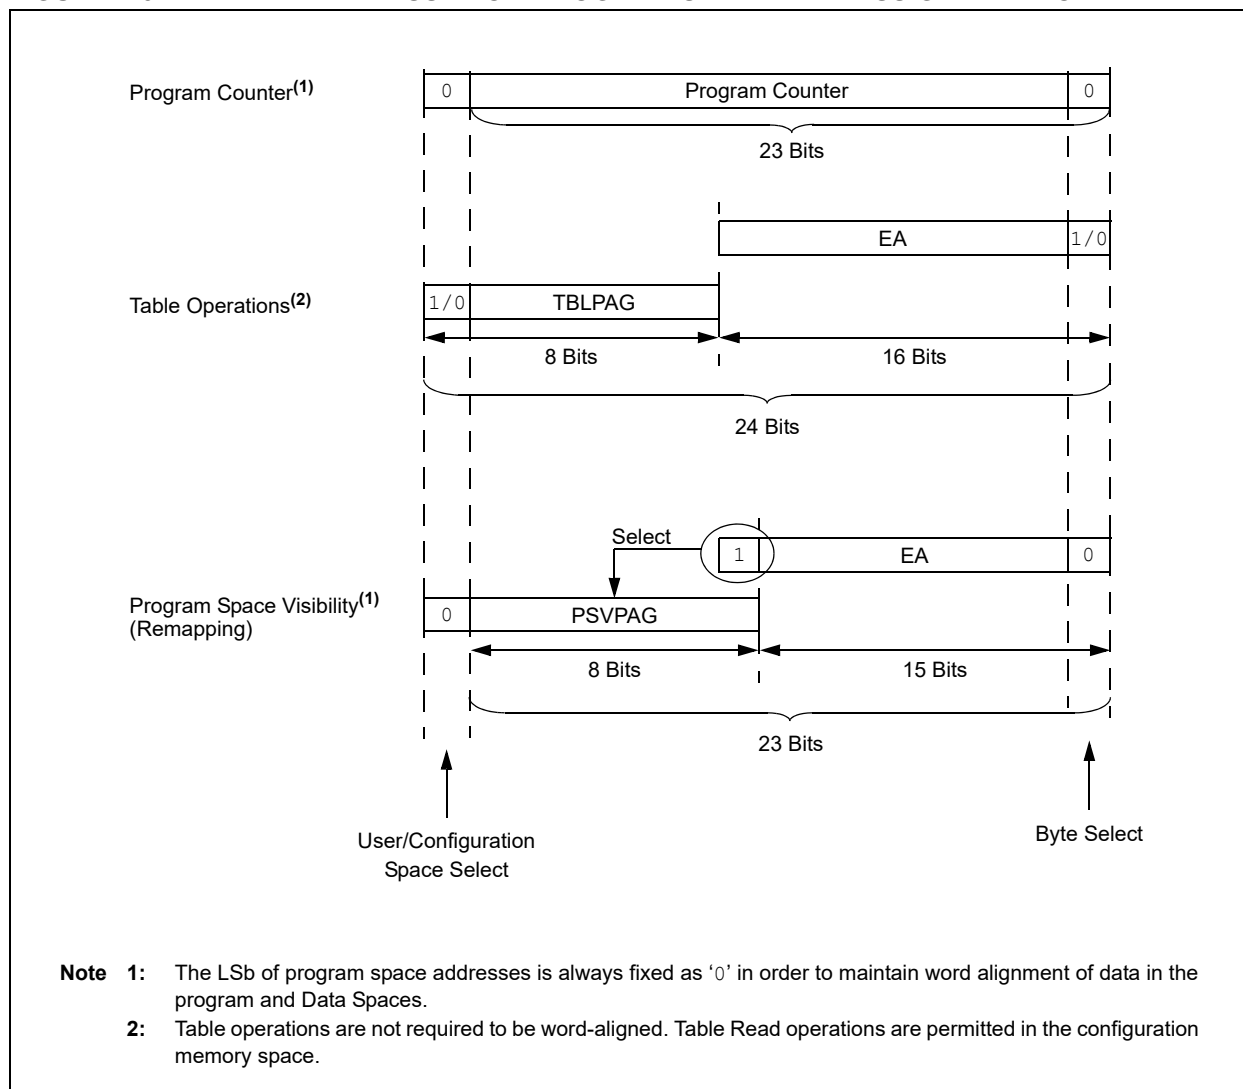 Program Counter(1)
0
Program Counter
0
23 Bits
EA
1/0
Table Operations(2)
1/0
TBLPAG
8 Bits
16 Bits
24 Bits
Select
1
EA
0
Program Space Visibility(1)
(Remapping)
0
PSVPAG
8 Bits
15 Bits
23 Bits
User/Configuration
Space Select
Byte Select
Note 1: The LSb of program space addresses is always fixed as ‘0’ in order to maintain word alignment of data in the
program and Data Spaces.
2: Table operations are not required to be word-aligned. Table Read operations are permitted in the configuration
memory space.